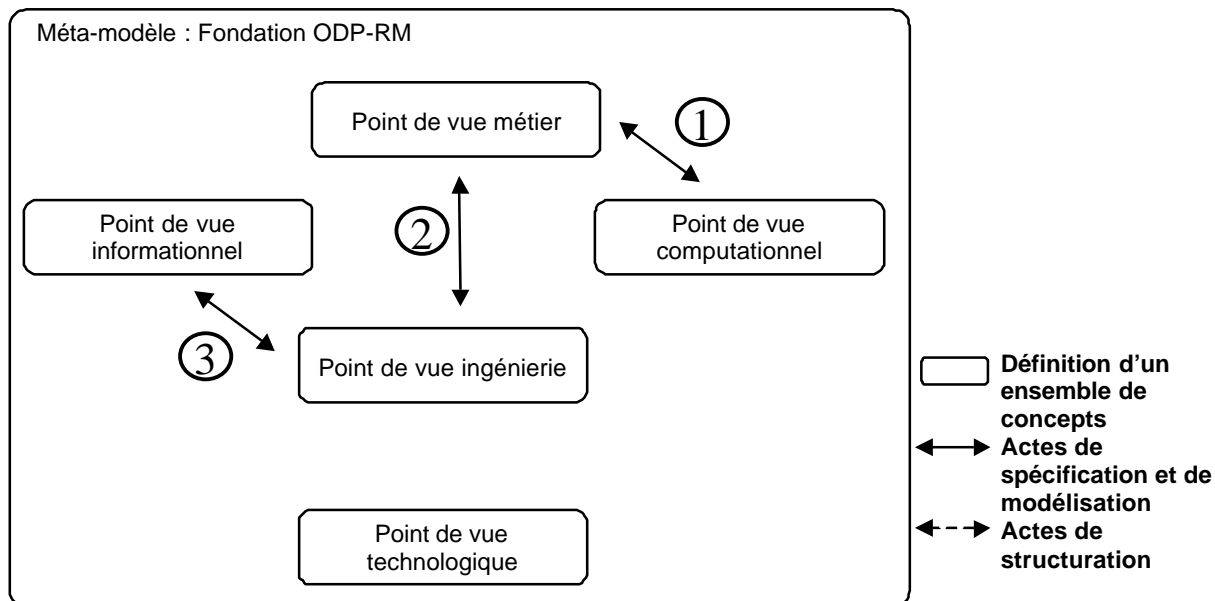 Méta-modèle : Fondation ODP-RM
Point de vue métier
1
Point de vue
informationnel
2
Point de vue
computationnel
3
Point de vue ingénierie
Point de vue
technologique
Définition d’un
ensemble de
concepts
Actes de
spécification et de
modélisation
Actes de
structuration